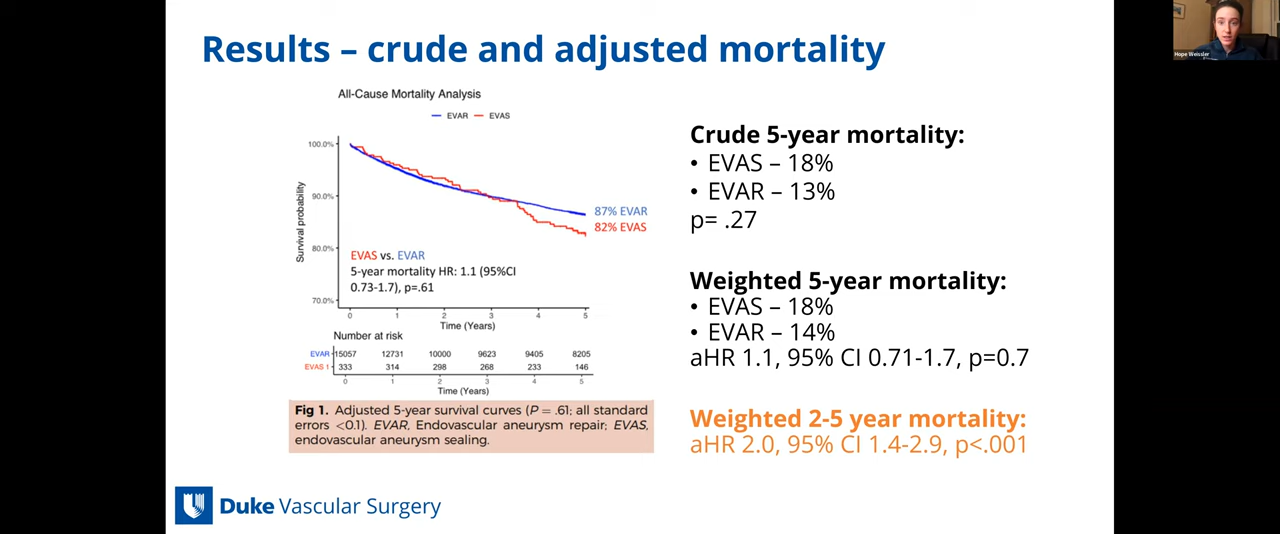 Results – crude and adjusted mortality
Hope Weissler
All-Cause Mortality Analysis
EVAR EVAS
Survival probability
100.0%
90.0%
80.0%
70.0%
87% EVAR
82% EVAS
EVAS vs. EVAR
5-year mortality HR: 1.1 (95%CI
0.73-1.7), p=.61
0 1 2 3 4 5
Time (Years)
Number at risk
EVAR 15057 12731 10000 9623 9405 8205
EVAS 1 333 314 298 268 233 146
0 1 2 3 4 5
Time (Years)
Fig 1. Adjusted 5-year survival curves (P = .61; all standard
errors <0.1). EVAR, Endovascular aneurysm repair; EVAS,
endovascular aneurysm sealing.
Crude 5-year mortality:
• EVAS – 18%
• EVAR – 13%
p= .27
Weighted 5-year mortality:
• EVAS – 18%
• EVAR – 14%
aHR 1.1, 95% CI 0.71-1.7, p=0.7
Weighted 2-5 year mortality:
aHR 2.0, 95% CI 1.4-2.9, p<.001
Duke Vascular Surgery